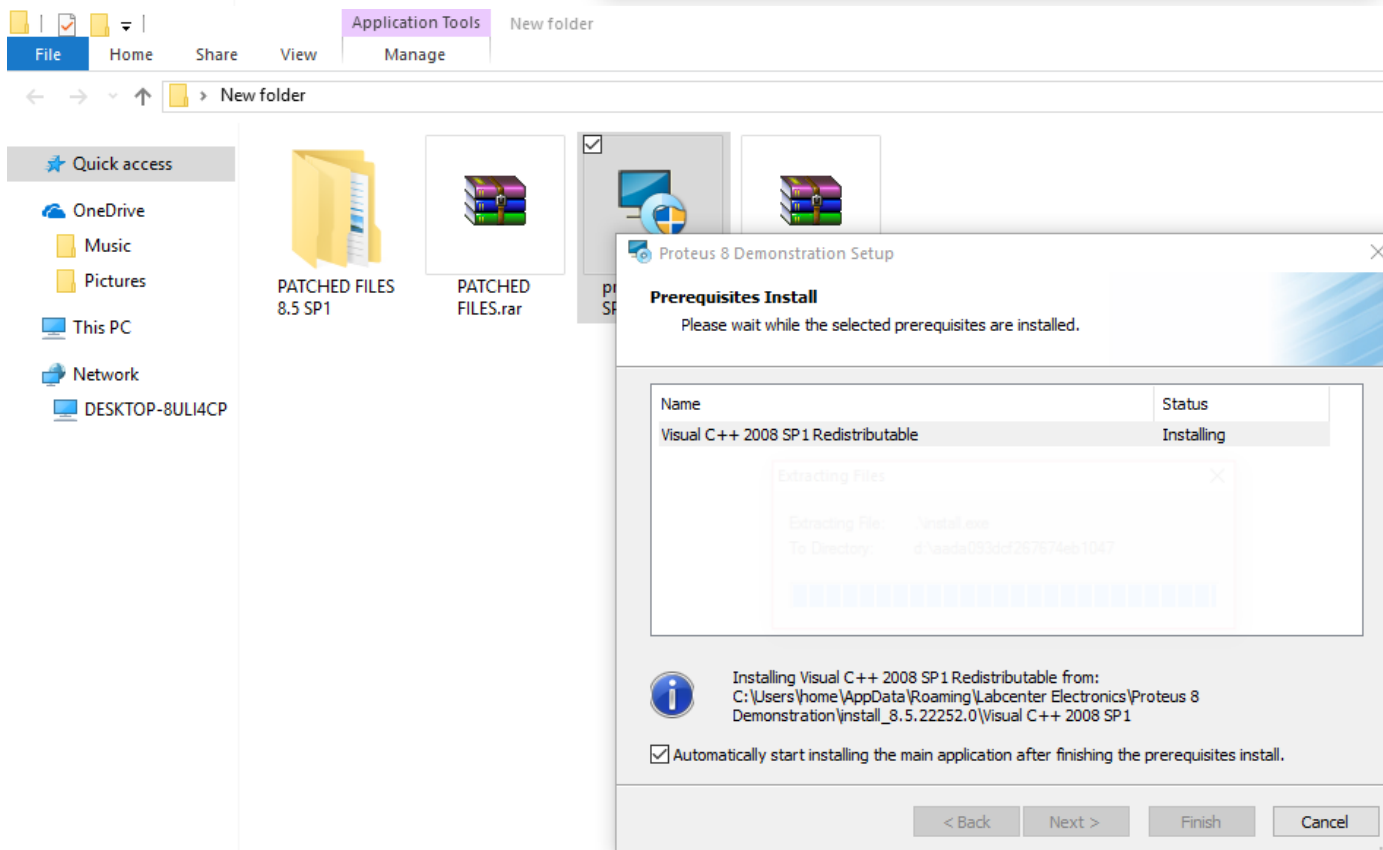 Application Tools New folder
File Home Share View Manage
New folder
Quick access
OneDrive
Music
Pictures
This PC
Network
DESKTOP-8ULI4CP
PATCHED FILES
8.5 SP1
PATCHED
FILES.rar
Proteus 8 Demonstration Setup
Prerequisites Install
Please wait while the selected prerequisites are installed.
Name Status
Visual C++ 2008 SP1 Redistributable Installing
Extracting Files
Extracting File: \install.exe
To Directory:
Installing Visual C++ 2008 SP1 Redistributable from:
C:\Users\home\AppData\Roaming\Labcenter Electronics\Proteus 8
Demonstration\install_8.5.22252.0\Visual C++ 2008 SP1
Automatically start installing the main application after finishing the prerequisites install.
< Back Next > Finish Cancel